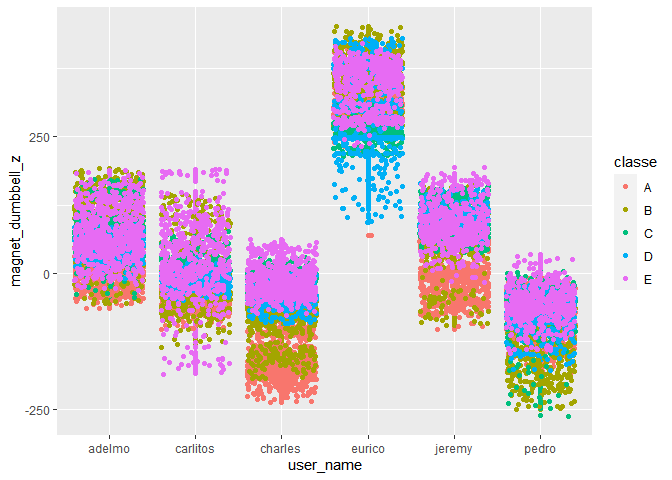 magnet_dumbbell_z
250
0
-250
adelmo carlitos charles eurico jeremy pedro
user_name
classe
A
B
C
D
E